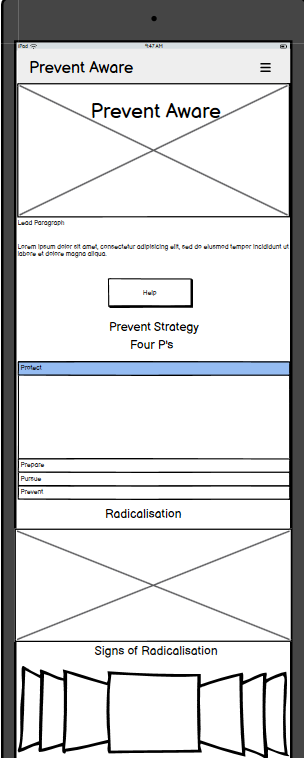 iPad
9:47 AM
Prevent Aware
Prevent Aware
Lead Paragraph
Lorem ipsum dolor sit amet, consectetur adipisicing elit, sed do eiusmod tempor incididunt ut
labore et dolore magna aliqua.
Help
Prevent Strategy
Four P's
Protect
Prepare
Pursue
Prevent
Radicalisation
Signs of Radicalisation